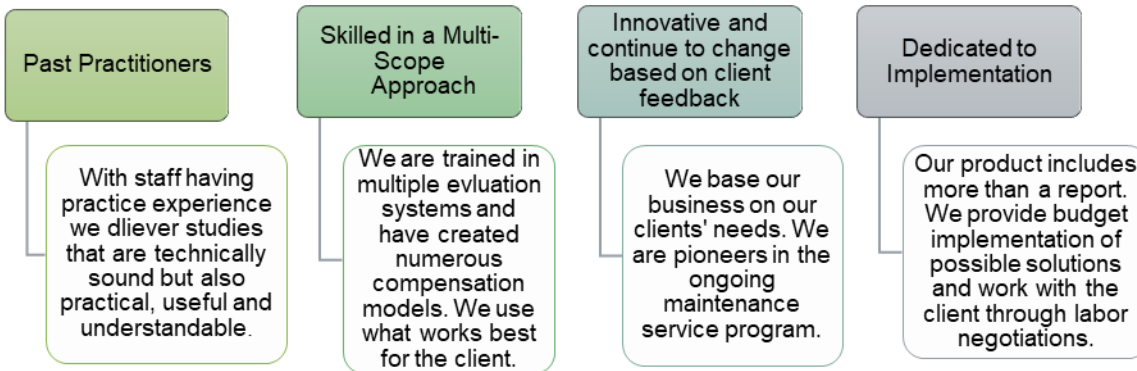 Past Practitioners
With staff having
practice experience
we dliever studies
that are technically
sound but also
practical, useful and
understandable.
Skilled in a Multi-
Scope
Approach
We are trained in
multiple evluation
systems and
have created
numerous
compensation
models. We use
what works best
for the client.
Innovative and
continue to change
based on client
feedback
We base our
business on our
clients' needs. We
are pioneers in the
ongoing
maintenance
service program.
Dedicated to
Implementation
Our product includes
more than a report.
We provide budget
implementation of
possible solutions
and work with the
client through labor
negotiations.